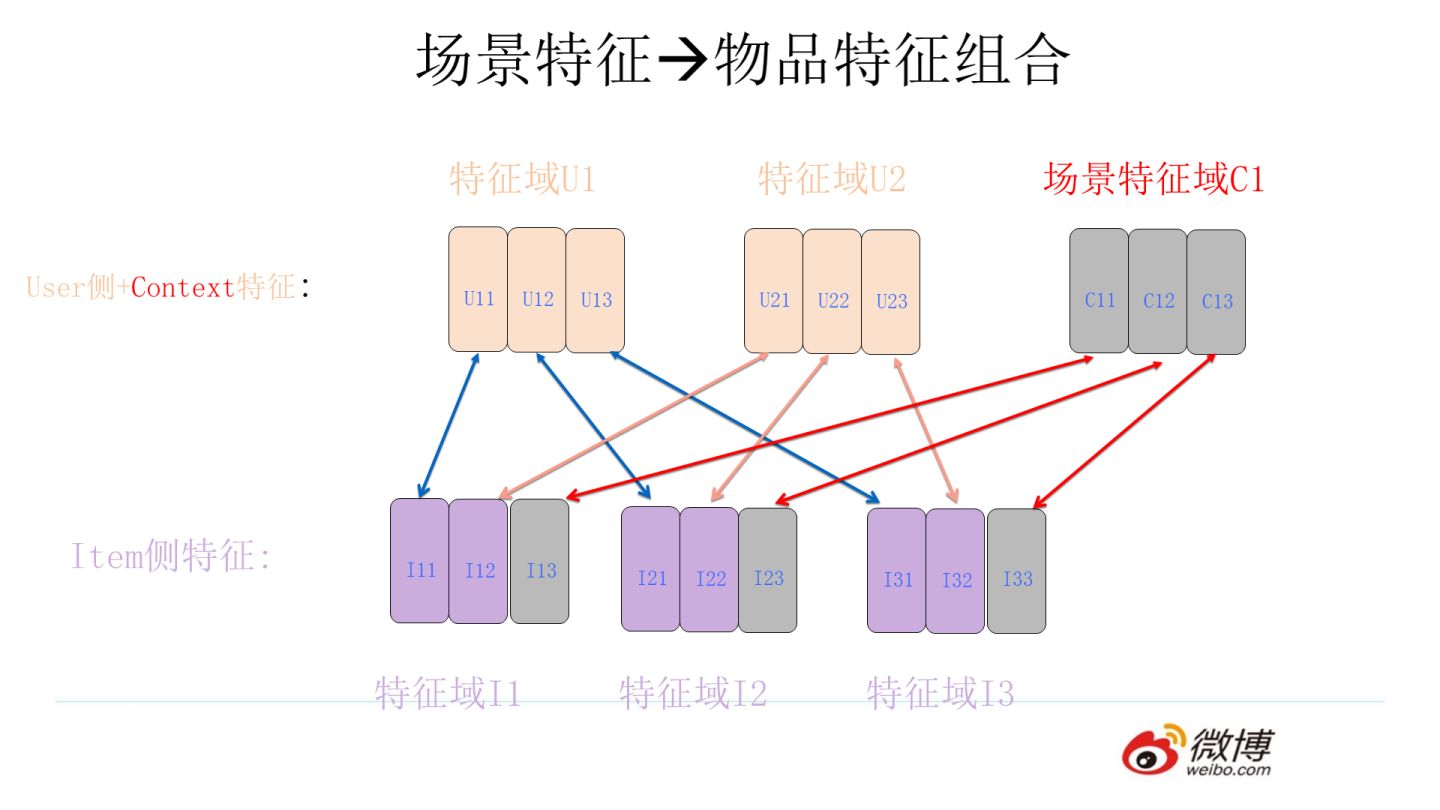 场景特征→物品特征组合
特征域U1 特征域U2 场景特征域C1
User侧+Context特征:
U11 U12 U13 U21 U22 U23 C11 C12 C13
Item侧特征:
I11 I12 I13 I21 I22 I23 I31 I32 I33
特征域I1 特征域I2 特征域I3
微博
weibo.com